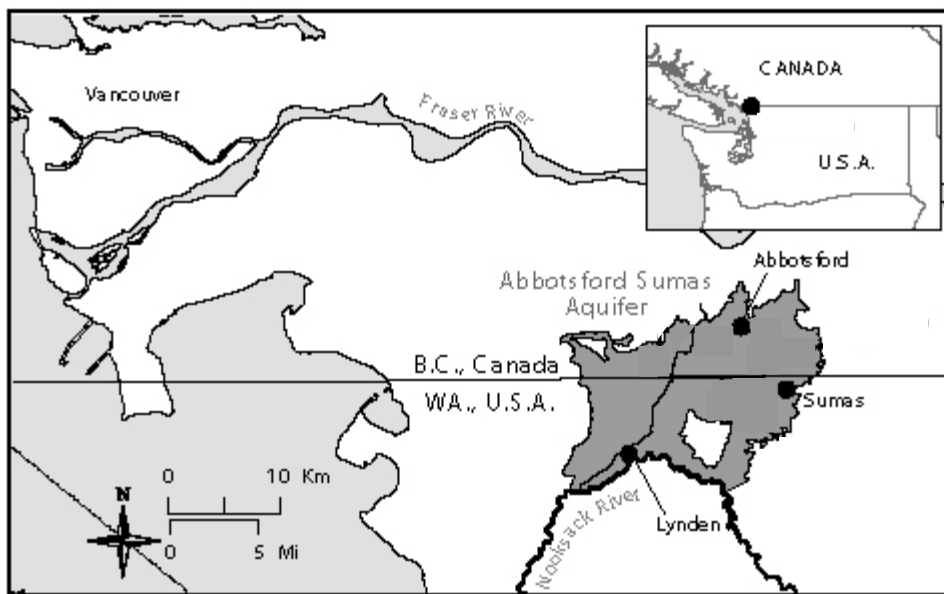 Vancouver
Fraser River
CANADA
U.S.A.
Abbotsford
Abbotsford Sumas
Aquifer
B.C., Canada
WA., U.S.A.
Sumas
0 10 Km
N
0 5 Mi
Nooksack River
Lynden